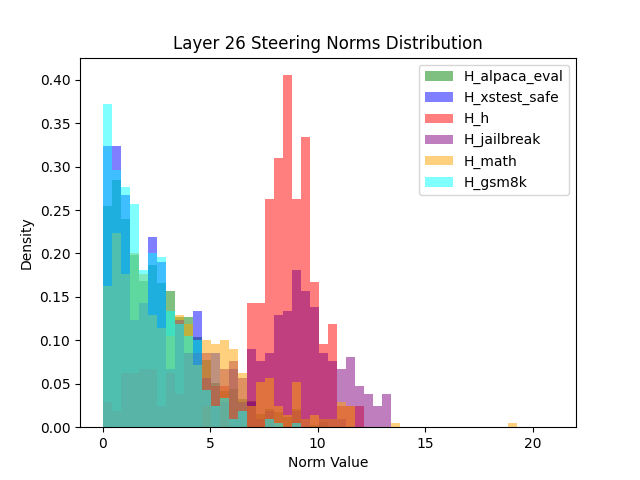 Layer 26 Steering Norms Distribution
H_alpaca_eval
H_xstest_safe
H_h
H_jailbreak
H_math
H_gsm8k
Density
0.40
0.35
0.30
0.25
0.20
0.15
0.10
0.05
0.00
0 5 10 15 20
Norm Value